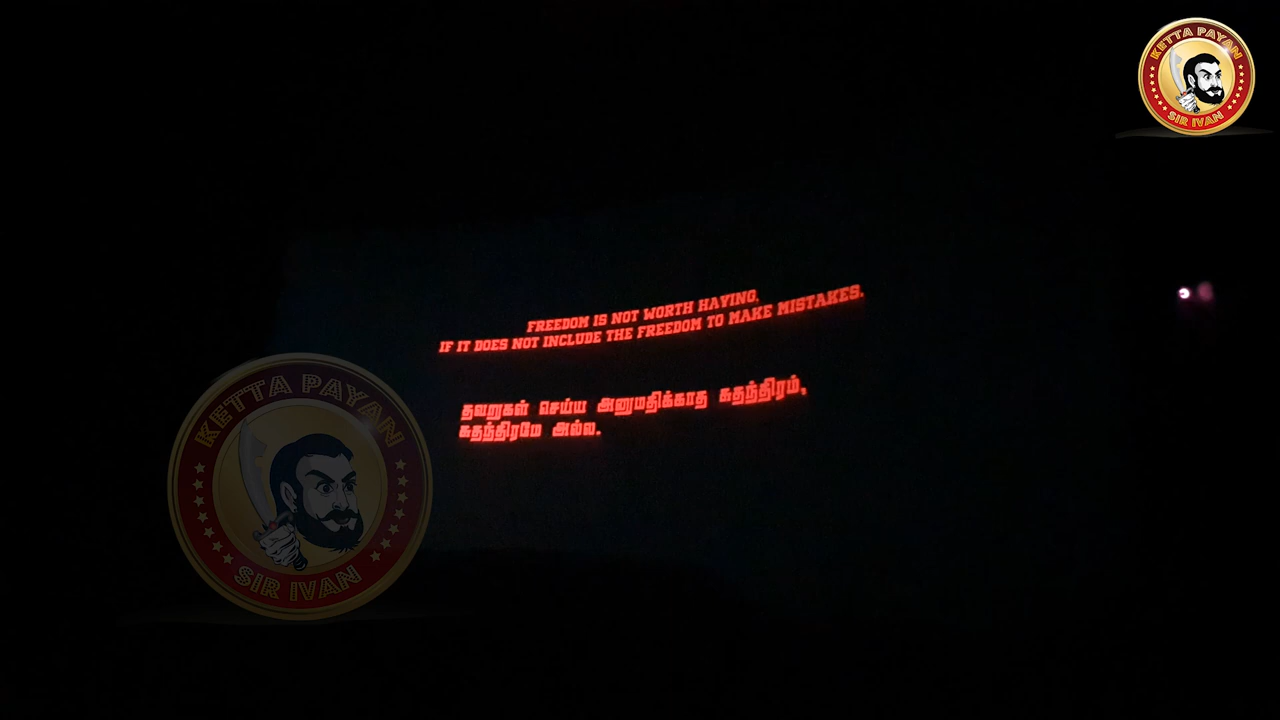 KETTA PAYAN
SIR IVAN
FREEDOM IS NOT WORTH HAVING,
IF IT DOES NOT INCLUDE THE FREEDOM TO MAKE MISTAKES.
தவறுகள் செய்ய அனுமதிக்காத சுதந்திரம்,
சுதந்திரமே அல்ல.
KETTA PAYAN
SIR IVAN